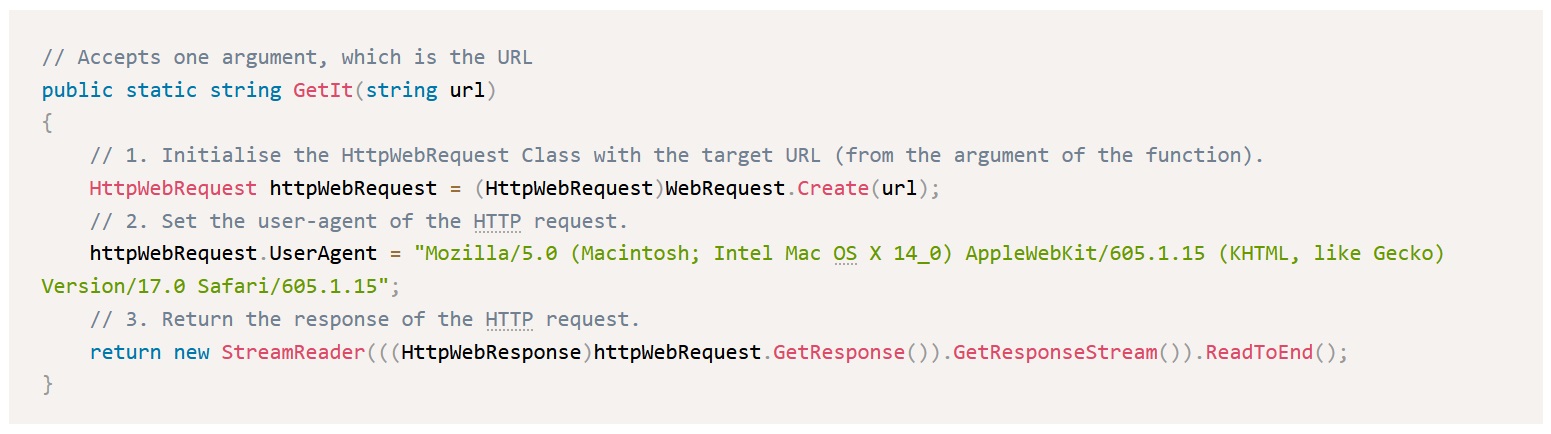 // Accepts one argument, which is the URL
public static string GetIt(string url)
{
    // 1. Initialise the HttpWebRequest Class with the target URL (from the argument of the function).
    HttpWebRequest httpWebRequest = (HttpWebRequest)WebRequest.Create(url);
    // 2. Set the user-agent of the HTTP request.
    httpWebRequest.UserAgent = "Mozilla/5.0 (Macintosh; Intel Mac OS X 14_0) AppleWebKit/605.1.15 (KHTML, like Gecko)
Version/17.0 Safari/605.1.15";
    // 3. Return the response of the HTTP request.
    return new StreamReader(((HttpWebResponse)httpWebRequest.GetResponse()).GetResponseStream()).ReadToEnd();
}